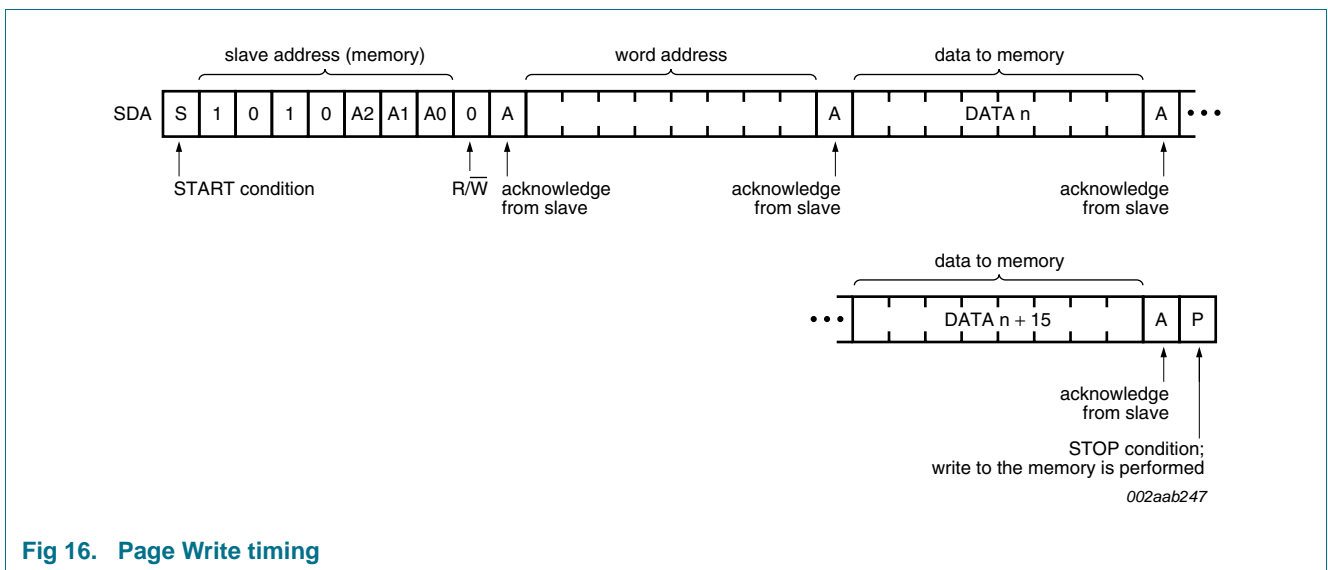 slave address (memory) word address data to memory
SDA S 1 0 1 0 A2 A1 A0 0 A A DATA n A •••
START condition R/W̅ acknowledge from slave acknowledge from slave acknowledge from slave
data to memory
••• DATA n + 15 A P
acknowledge
from slave
STOP condition;
write to the memory is performed
002aab247
Fig 16. Page Write timing